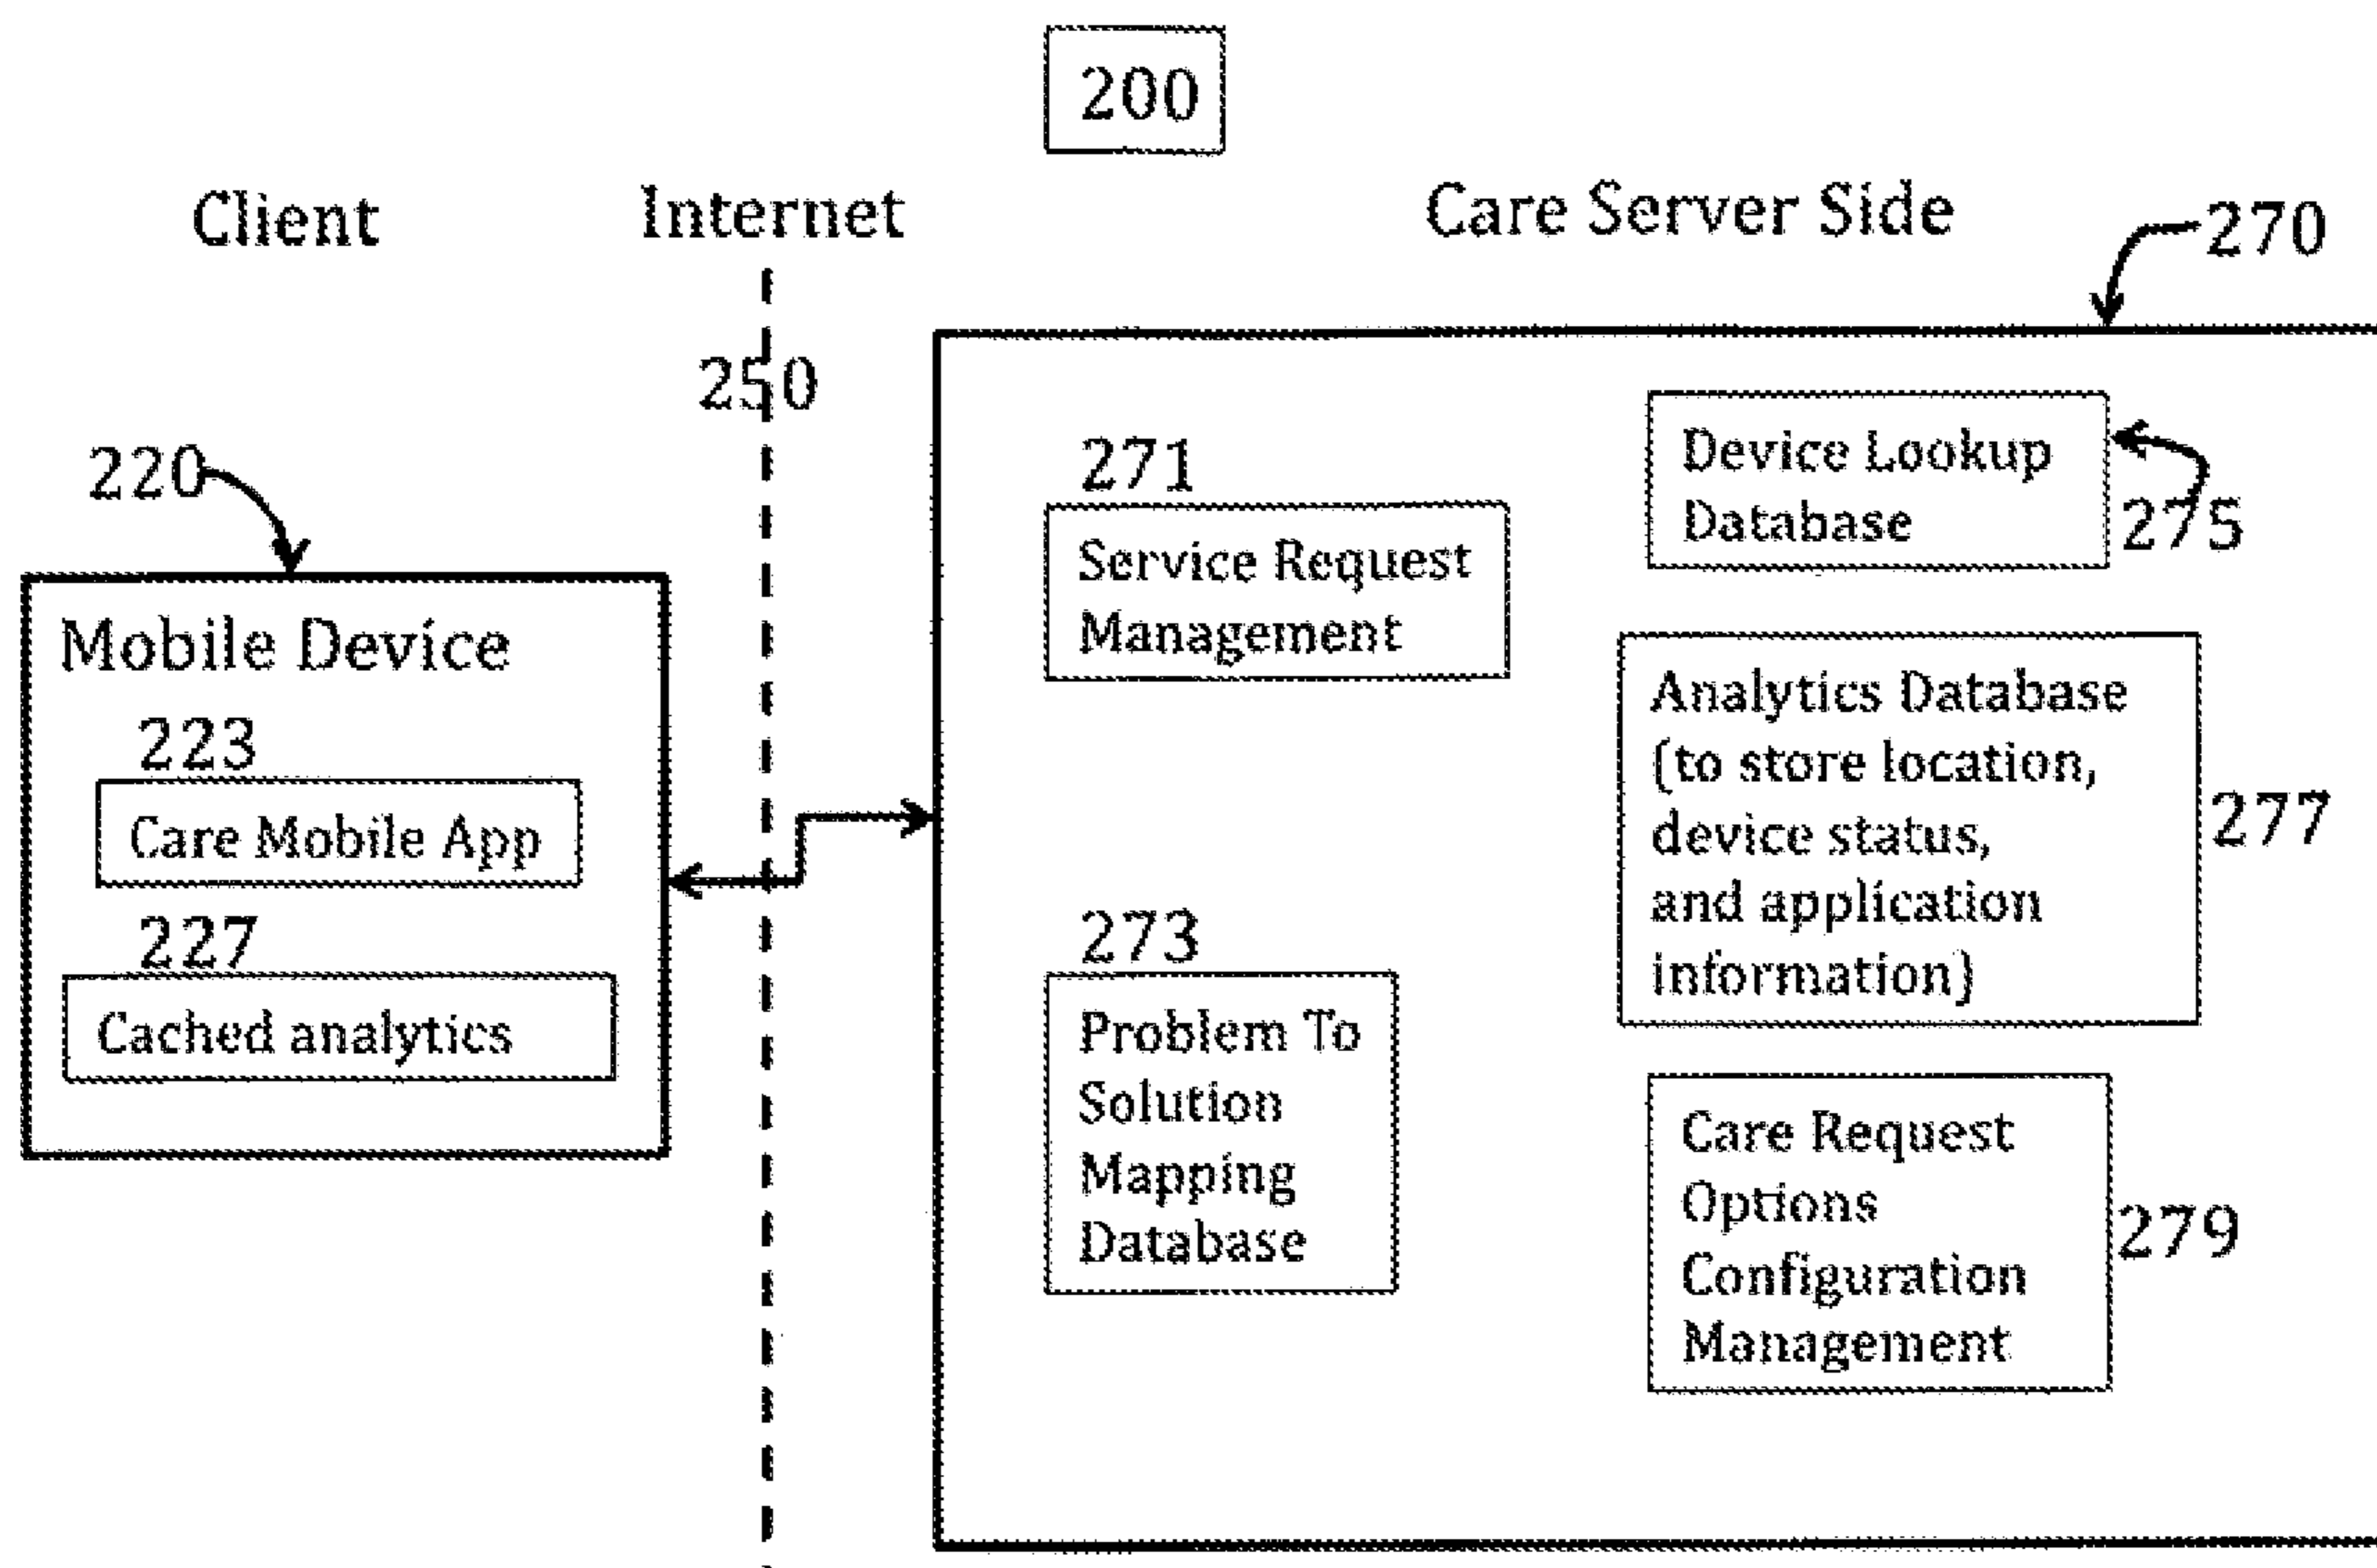 200
Client
Internet
Care Server Side
270
250
220
Mobile Device
223
Care Mobile App
227
Cached analytics
271
Service Request
Management
273
Problem To
Solution
Mapping
Database
Device Lookup
Database
275
Analytics Database
(to store location,
device status,
and application
information)
277
Care Request
Options
Configuration
Management
279